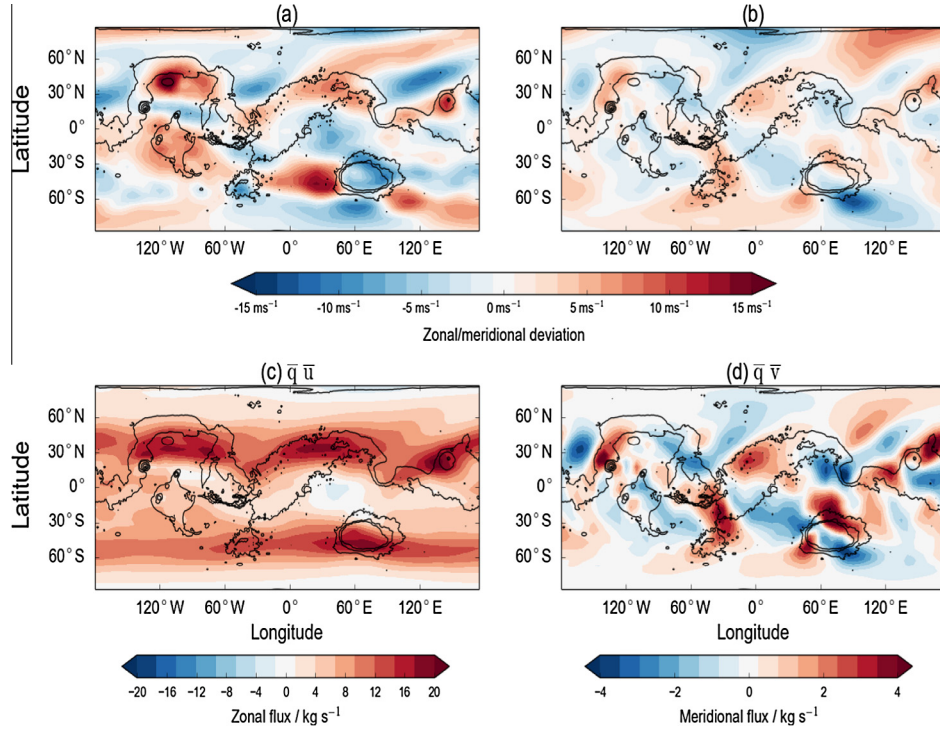 (a) (b)
60°N 60°N
30°N 30°N
0° 0°
30°S 30°S
60°S 60°S
Latitude
120°W 60°W 0° 60°E 120°E 120°W 60°W 0° 60°E 120°E
-15 ms⁻¹ -10 ms⁻¹ -5 ms⁻¹ 0 ms⁻¹ 5 ms⁻¹ 10 ms⁻¹ 15 ms⁻¹
Zonal/meridional deviation
(c) q̅ u̅ (d) q̅ v̅
60°N 60°N
30°N 30°N
0° 0°
30°S 30°S
60°S 60°S
Latitude
120°W 60°W 0° 60°E 120°E 120°W 60°W 0° 60°E 120°E
Longitude Longitude
-20 -16 -12 -8 -4 0 4 8 12 16 20 -4 -2 0 2 4
Zonal flux / kg s⁻¹ Meridional flux / kg s⁻¹